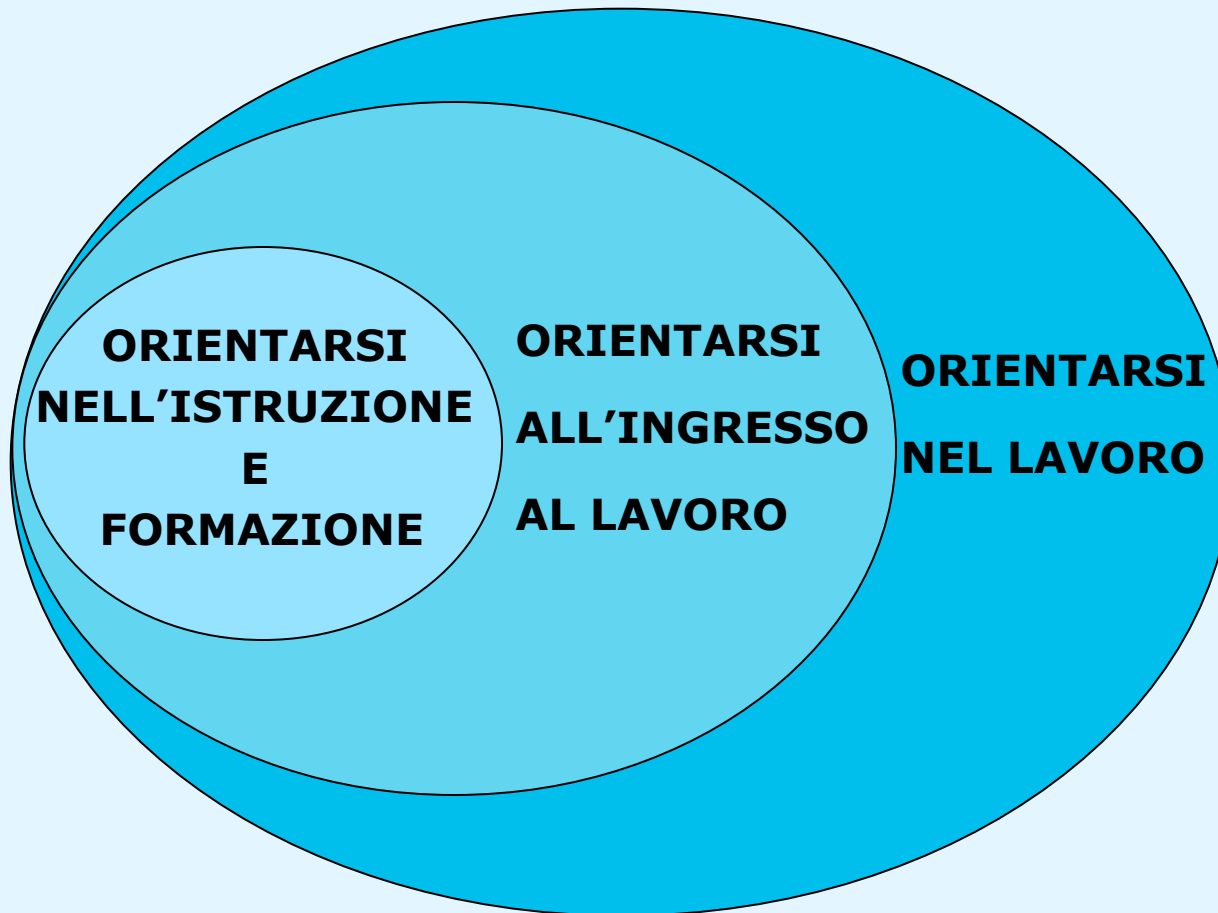 ORIENTARSI
NELL’ISTRUZIONE
E
FORMAZIONE
ORIENTARSI
ALL’INGRESSO
AL LAVORO
ORIENTARSI
NEL LAVORO